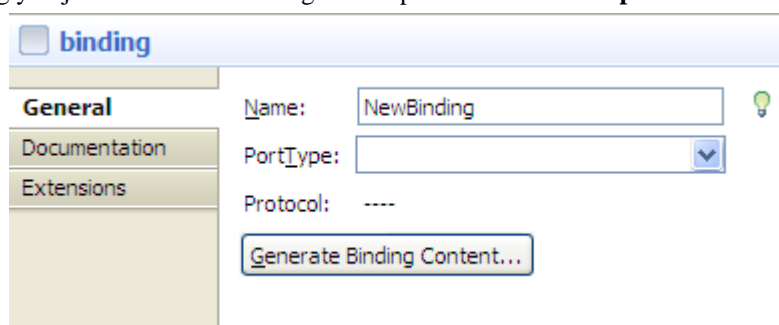 binding
General
Name: NewBinding
Documentation
PortType:
Extensions
Protocol: ----
Generate Binding Content...